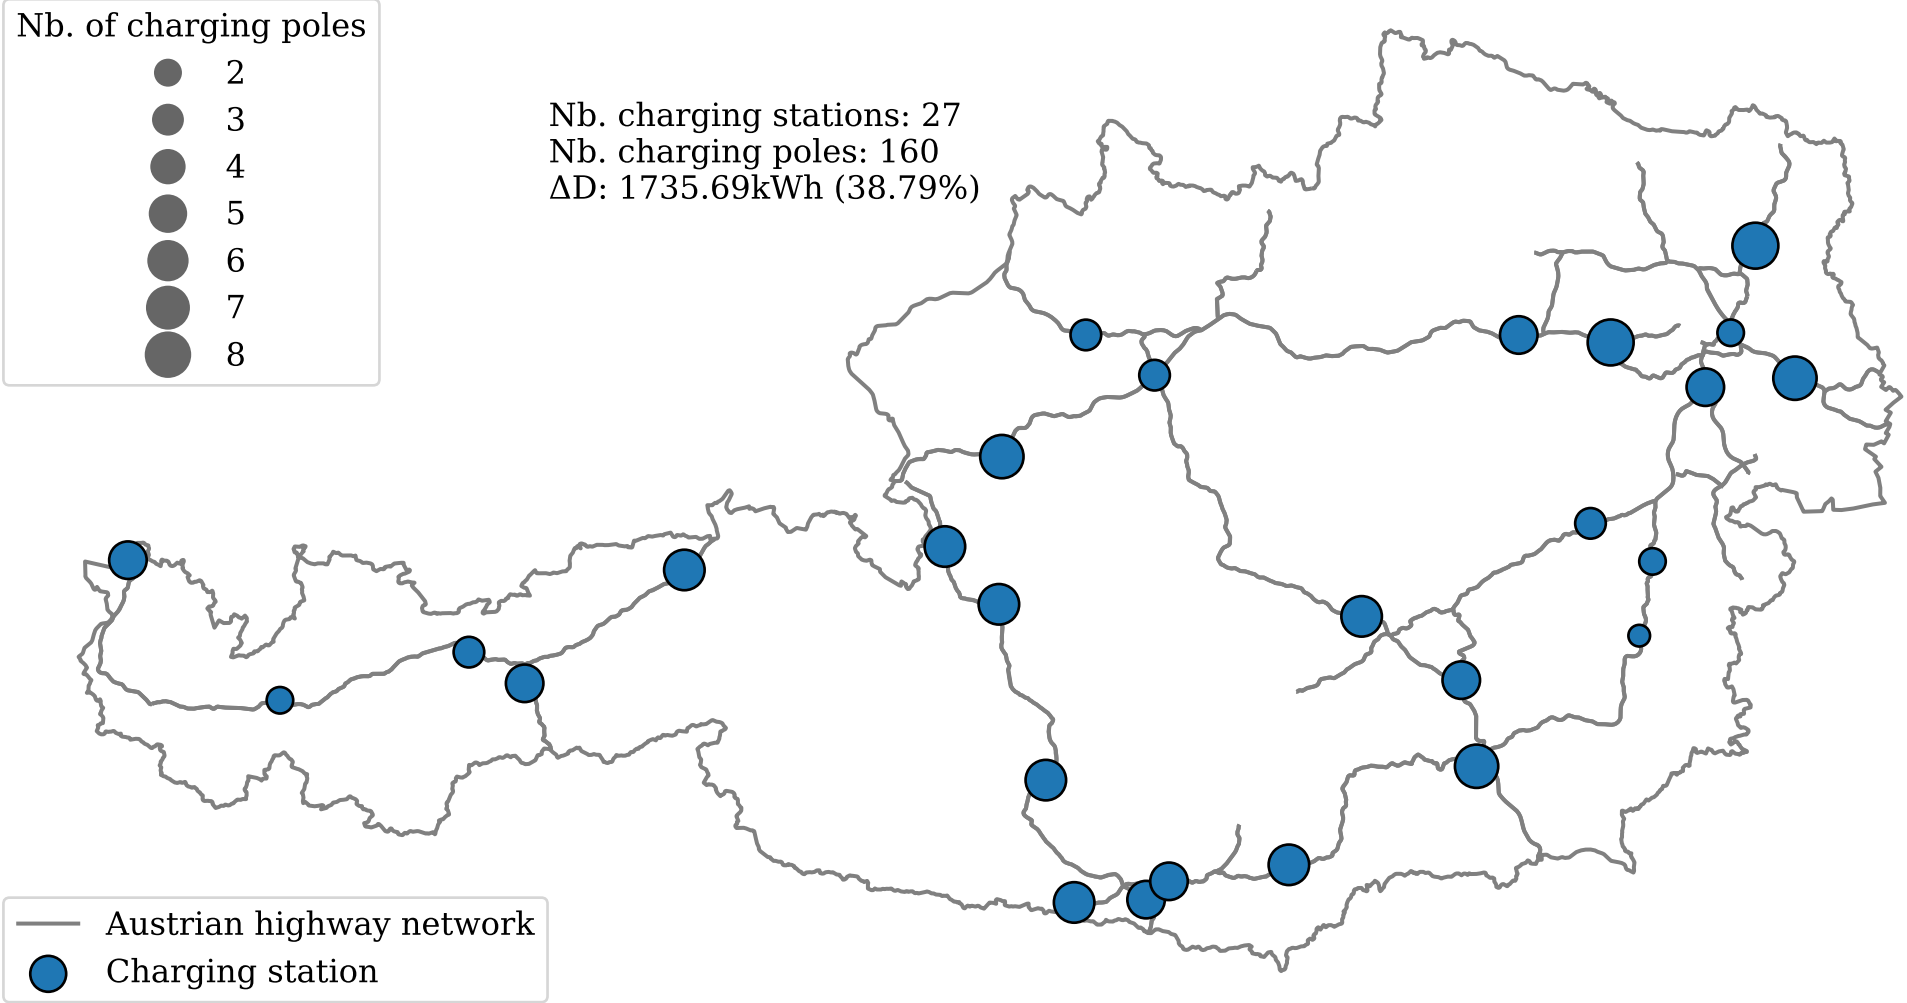 Nb. of charging poles
2
3
4
5
6
7
8
Nb. charging stations: 27
Nb. charging poles: 160
ΔD: 1735.69kWh (38.79%)
Austrian highway network
Charging station